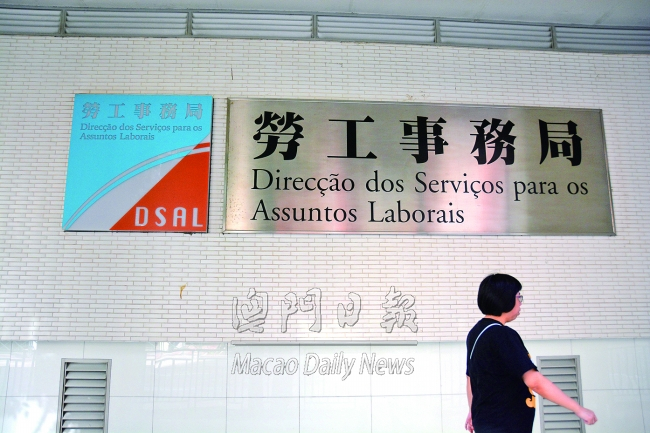 勞工事務局
Direcção dos Serviços para os
Assuntos Laborais
DSAL
勞工事務局
Direcção dos Serviços para os
Assuntos Laborais
澳門日報
Macao Daily News